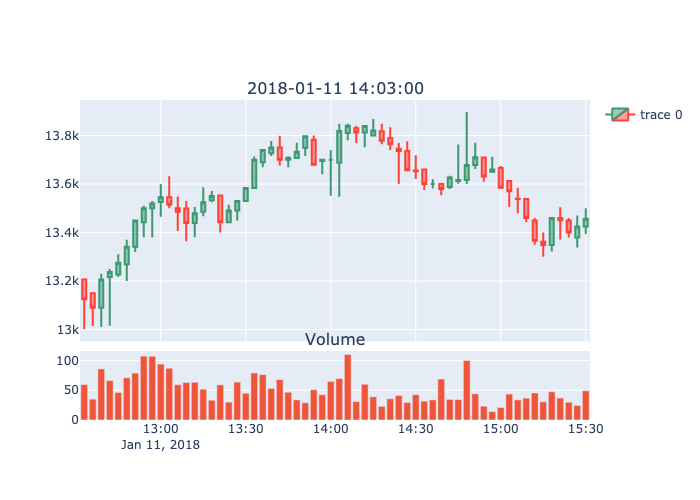 2018-01-11 14:03:00
trace 0
13.8k
13.6k
13.4k
13.2k
13k
Volume
100
50
0
13:00
13:30
14:00
14:30
15:00
15:30
Jan 11, 2018